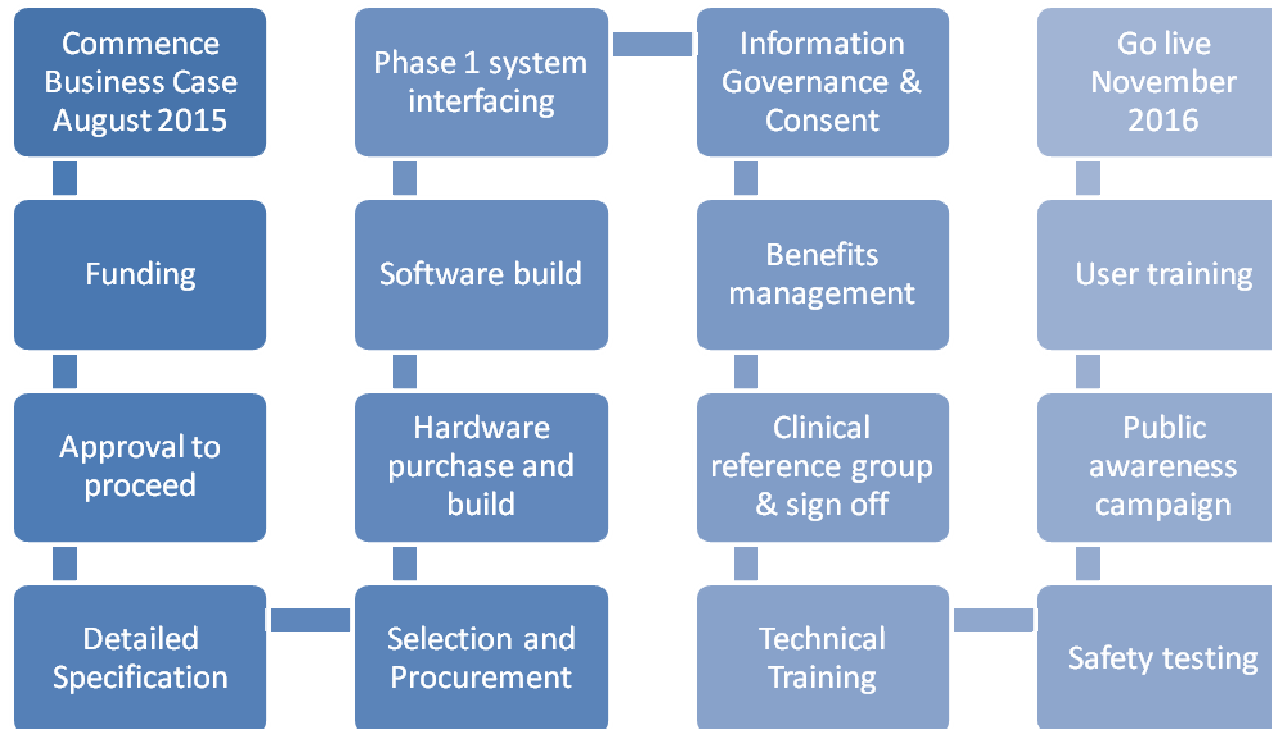 Commence
Business Case
August 2015
Funding
Approval to
proceed
Detailed
Specification
Selection and
Procurement
Hardware
purchase and
build
Software build
Phase 1 system
interfacing
Information
Governance &
Consent
Benefits
management
Clinical
reference group
& sign off
Technical
Training
Safety testing
Public
awareness
campaign
User training
Go live
November
2016